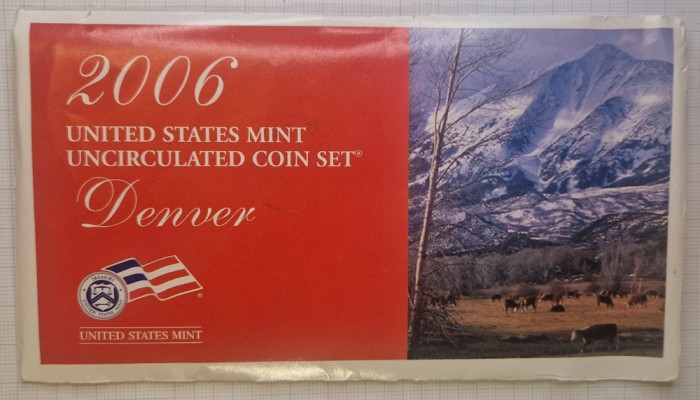 2006
UNITED STATES MINT
UNCIRCULATED COIN SET®
Denver
UNITED STATES MINT